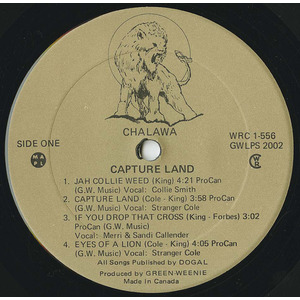 CHALAWA
SIDE ONE
WRC 1-556
GWLPS 2002
CAPTURE LAND
1. JAH COLLIE WEED (King) 4:21 ProCan
(G.W. Music) Vocal: Collie Smith
2. CAPTURE LAND (Cole - King) 3:58 ProCan
(G.W. Music) Vocal: Stranger Cole
3. IF YOU DROP THAT CROSS (King - Forbes) 3:02
ProCan (G.W. Music)
Vocal: Merri & Sandi Callender
4. EYES OF A LION (Cole - King) 4:05 ProCan
(G.W. Music) Vocal: Stranger Cole
All Songs Published by DOGAL
Produced by GREEN WEENIE
Made in Canada